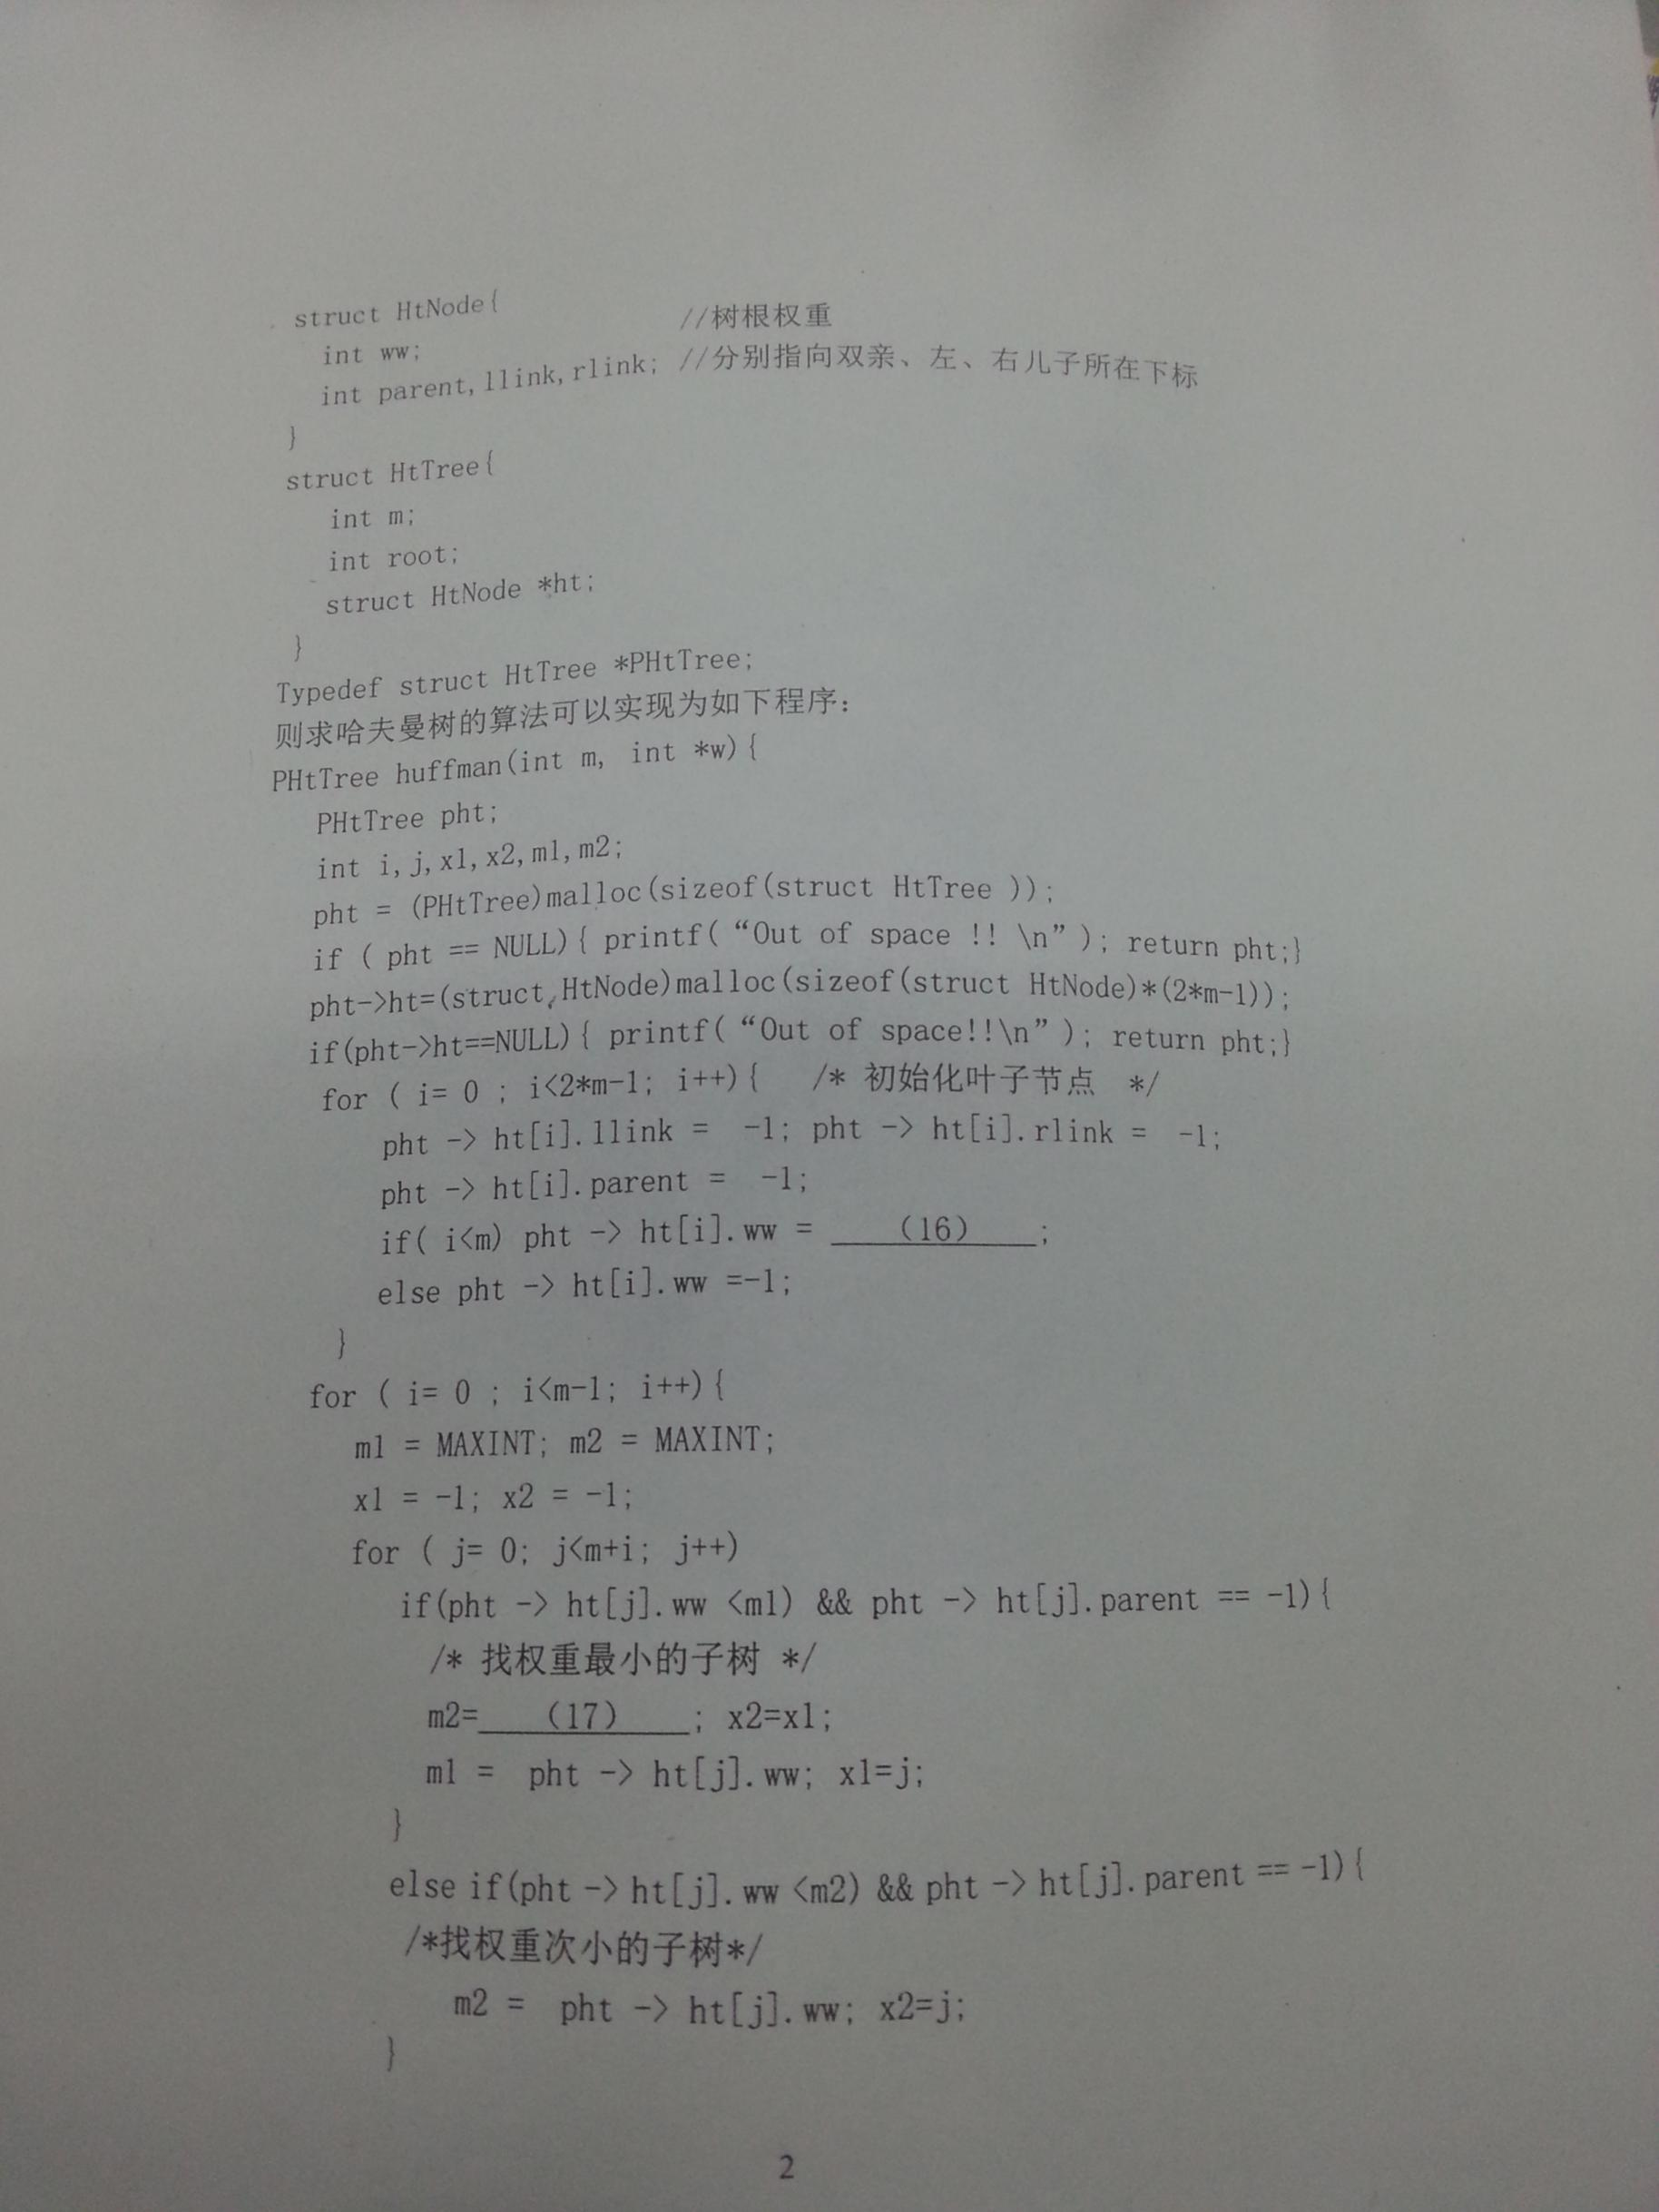 struct HtNode{
int ww; //树根权重
int parent,llink,rlink; //分别指向双亲、左、右儿子所在下标
}
struct HtTree{
int m;
int root;
struct HtNode *ht;
}
Typedef struct HtTree *PHtTree;
则求哈夫曼树的算法可以实现为如下程序：
PHtTree huffman(int m, int *w){
PHtTree pht;
int i,j,x1,x2,m1,m2;
pht = (PHtTree)malloc(sizeof(struct HtTree ));
if ( pht == NULL){ printf(“Out of space !! \n”); return pht;}
pht->ht=(struct HtNode)malloc(sizeof(struct HtNode)*(2*m-1));
if(pht->ht==NULL){ printf(“Out of space!!\n”); return pht;}
for ( i= 0 ; i<2*m-1; i++){ /* 初始化叶子节点 */
pht -> ht[i].llink = -1; pht -> ht[i].rlink = -1;
pht -> ht[i].parent = -1;
if( i<m) pht -> ht[i].ww = ____(16)____;
else pht -> ht[i].ww =-1;
}
for ( i= 0 ; i<m-1; i++){
m1 = MAXINT; m2 = MAXINT;
x1 = -1; x2 = -1;
for ( j= 0; j<m+i; j++)
if(pht -> ht[j].ww <m1) && pht -> ht[j].parent == -1){
/* 找权重最小的子树 */
m2=____(17)____; x2=x1;
m1 = pht -> ht[j].ww; x1=j;
}
else if(pht -> ht[j].ww <m2) && pht -> ht[j].parent == -1){
/*找权重次小的子树*/
m2 = pht -> ht[j].ww; x2=j;
}
2